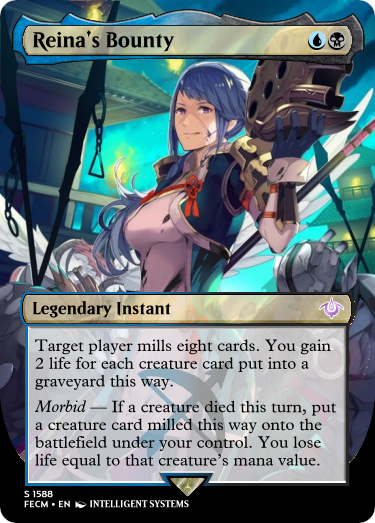 Reina's Bounty
Legendary Instant
Target player mills eight cards. You gain
2 life for each creature card put into a
graveyard this way.
Morbid — If a creature died this turn, put
a creature card milled this way onto the
battlefield under your control. You lose
life equal to that creature's mana value.
S 1588
FECM • EN INTELLIGENT SYSTEMS